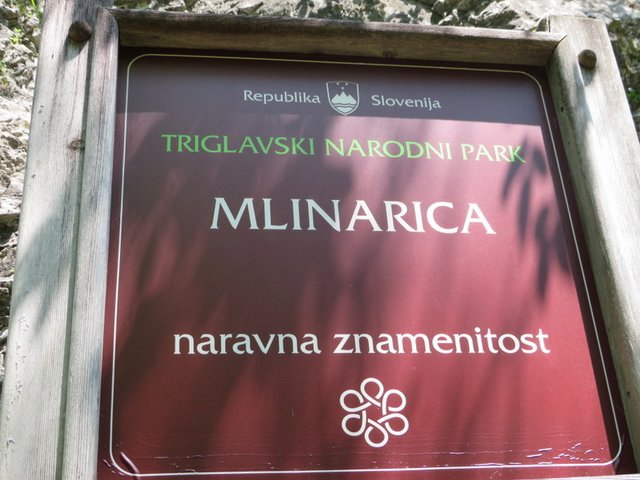 Republika Slovenija
TRIGLAVSKI NARODNI PARK
MLINARICA
naravna znamenitost